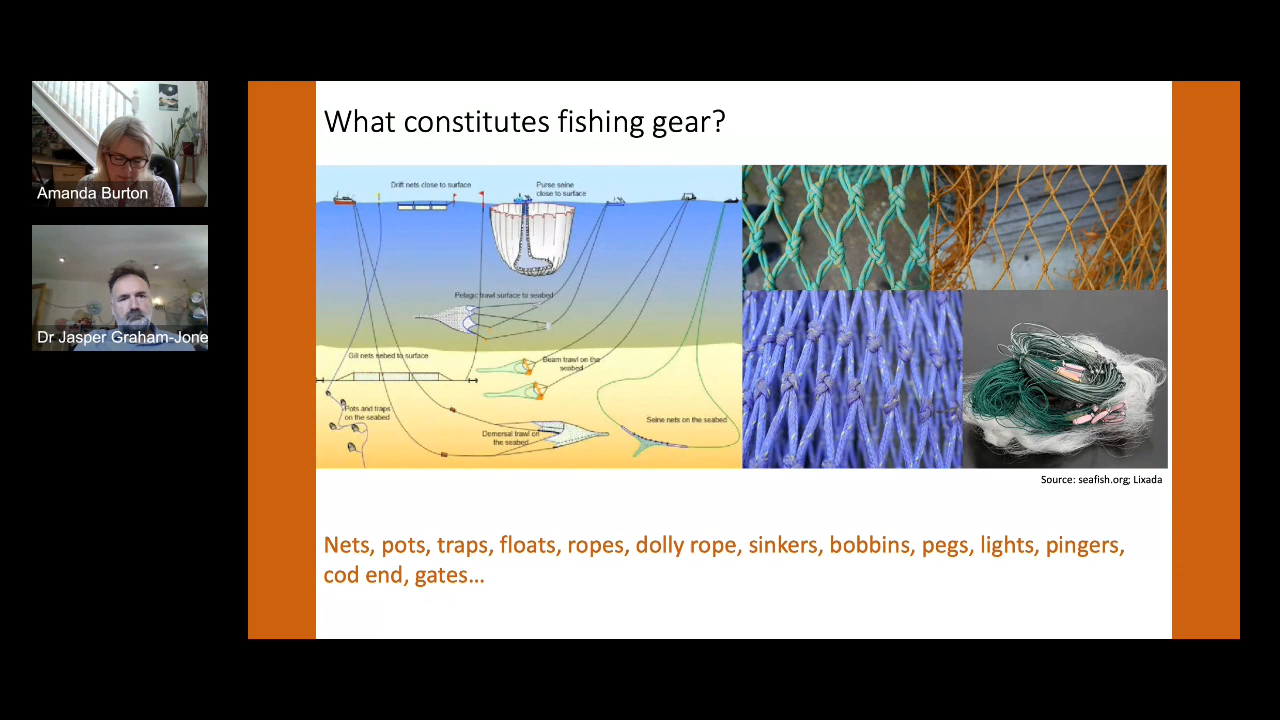 Amanda Burton
Dr Jasper Graham-Jone
What constitutes fishing gear?
Drift nets close to surface
Purse seine
close to surface
Pelagic trawl surface to seabed
Gill nets sebed to surface
Beam trawl on the
seabed
Pots and traps
on the seabed
Demersal trawl on
the seabed
Seine nets on the seabed
Source: seafish.org; Lixada
Nets, pots, traps, floats, ropes, dolly rope, sinkers, bobbins, pegs, lights, pingers,
cod end, gates...